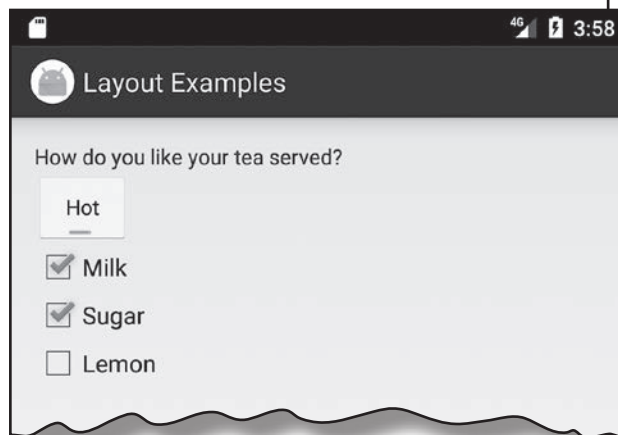 4G 3:58
Layout Examples
How do you like your tea served?
Hot
Milk
Sugar
Lemon